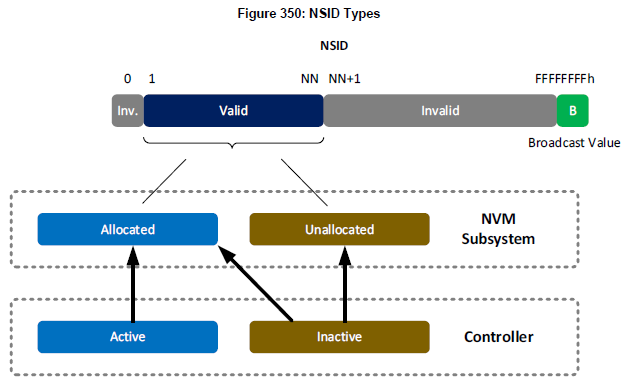 Figure 350: NSID Types
NSID
0 1 NN NN+1 FFFFFFFFh
Inv. Valid Invalid B
Broadcast Value
Allocated Unallocated NVM
Subsystem
Active Inactive Controller